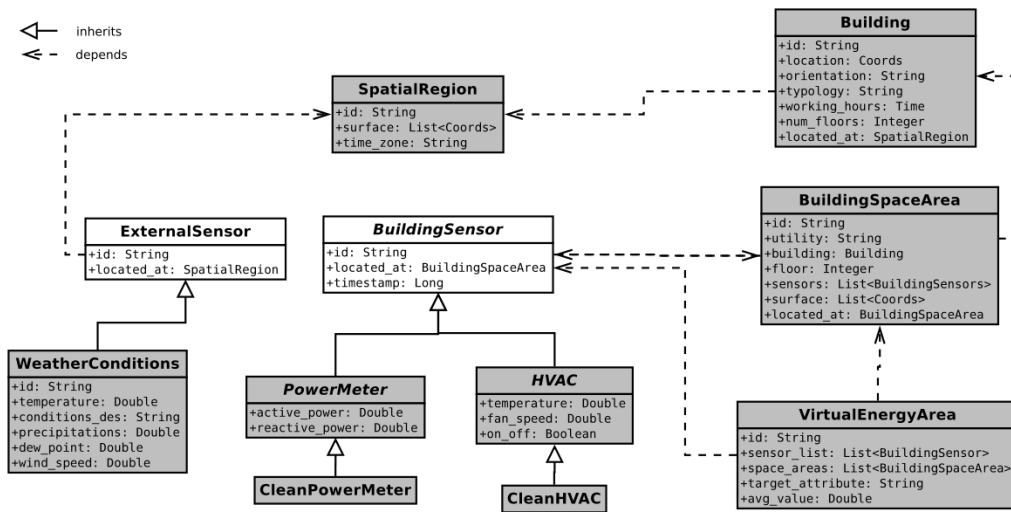 inherits
depends
Building
+id: String
+location: Coords
+orientation: String
+typology: String
+working_hours: Time
+num_floors: Integer
+located_at: SpatialRegion
SpatialRegion
+id: String
+surface: List<Coords>
+time_zone: String
ExternalSensor
+id: String
+located_at: SpatialRegion
BuildingSensor
+id: String
+located_at: BuildingSpaceArea
+timestamp: Long
BuildingSpaceArea
+id: String
+utility: String
+building: Building
+floor: Integer
+sensors: List<BuildingSensors>
+surface: List<Coords>
+located_at: BuildingSpaceArea
WeatherConditions
+id: String
+temperature: Double
+conditions_des: String
+precipitations: Double
+dew_point: Double
+wind_speed: Double
PowerMeter
+active_power: Double
+reactive_power: Double
HVAC
+temperature: Double
+fan_speed: Double
+on_off: Boolean
VirtualEnergyArea
+id: String
+sensor_list: List<BuildingSensor>
+space_areas: List<BuildingSpaceArea>
+target_attribute: String
+avg_value: Double
CleanPowerMeter
CleanHVAC